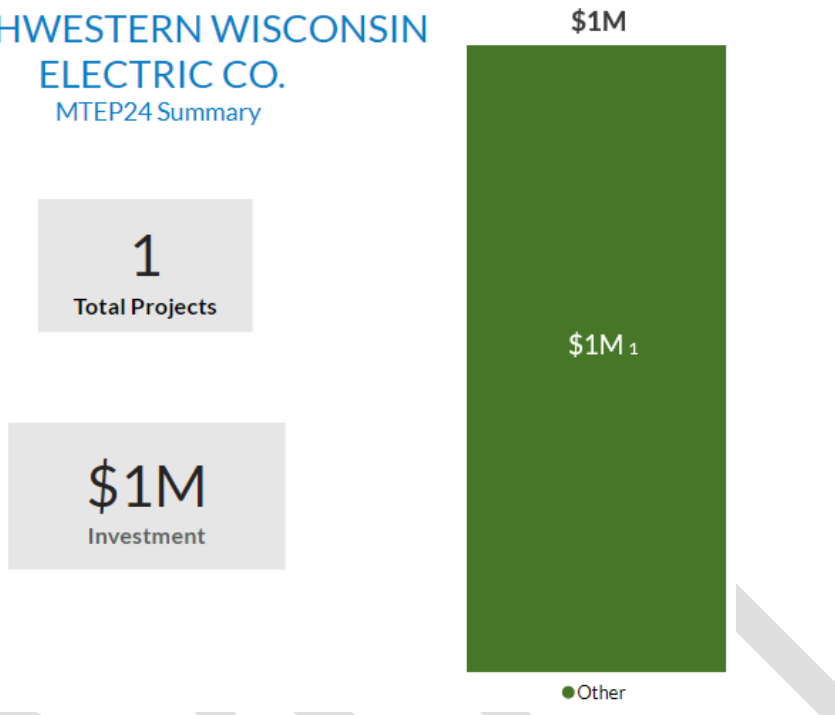 HWESTERN WISCONSIN
ELECTRIC CO.
MTEP24 Summary
1
Total Projects
$1M
Investment
$1M
$1M 1
Other